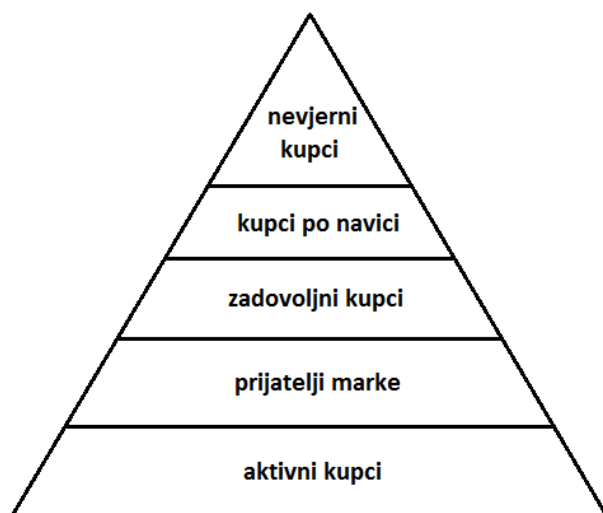 nevjerni
kupci
kupci po navici
zadovoljni kupci
prijatelji marke
aktivni kupci